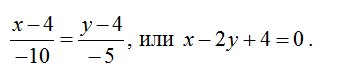 (x−4)/(−10) = (y−4)/(−5), или x−2y+4=0.